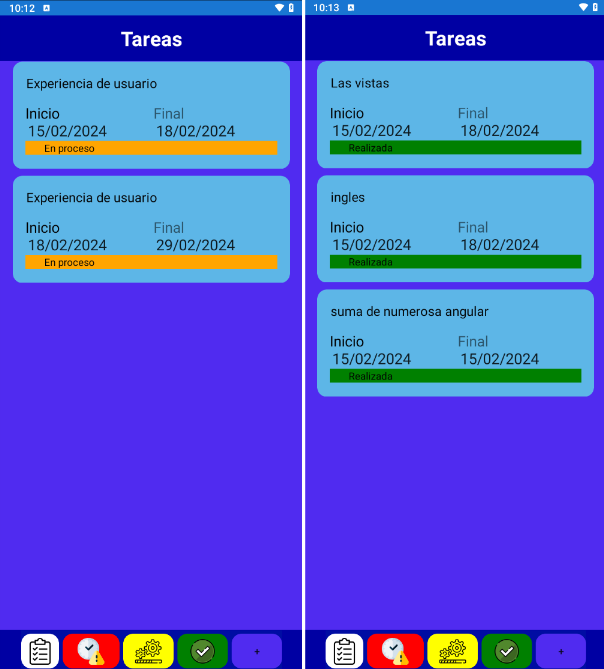 10:12
Tareas
Experiencia de usuario
Inicio Final
15/02/2024 18/02/2024
En proceso
Experiencia de usuario
Inicio Final
18/02/2024 29/02/2024
En proceso
+
10:13
Tareas
Las vistas
Inicio Final
15/02/2024 18/02/2024
Realizada
ingles
Inicio Final
15/02/2024 18/02/2024
Realizada
suma de numerosa angular
Inicio Final
15/02/2024 15/02/2024
Realizada
+